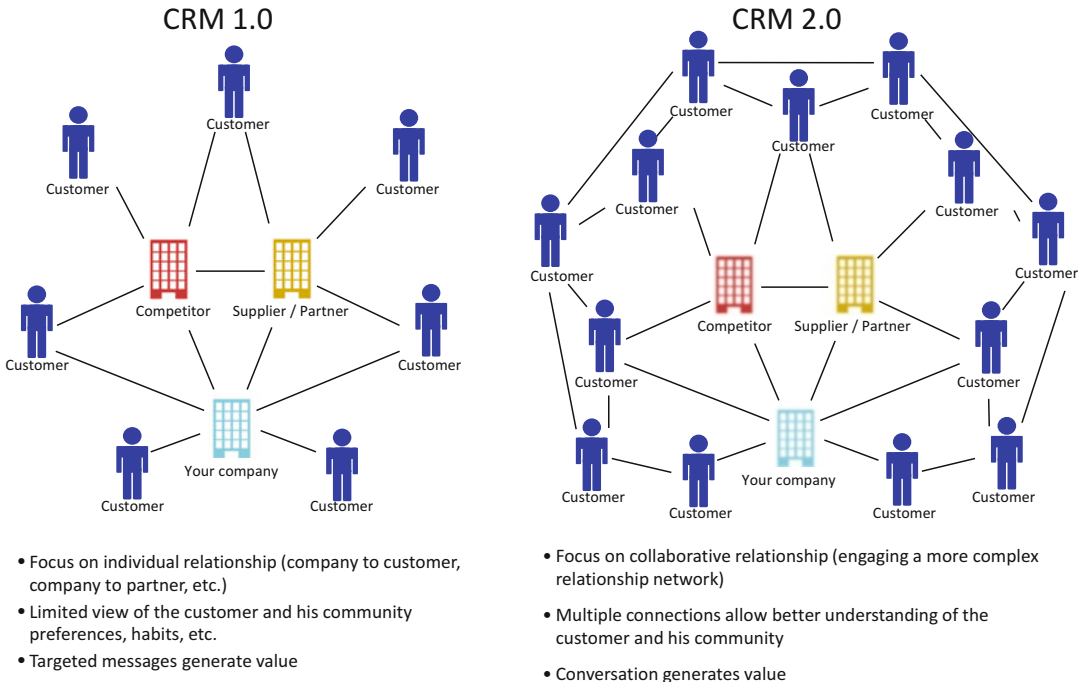 CRM 1.0
Customer
Customer
Customer
Competitor
Supplier / Partner
Customer
Customer
Your company
Customer
Customer
• Focus on individual relationship (company to customer,
company to partner, etc.)
• Limited view of the customer and his community
preferences, habits, etc.
• Targeted messages generate value
CRM 2.0
Customer
Customer
Customer
Customer
Customer
Customer
Customer
Competitor
Supplier / Partner
Customer
Customer
Your company
Customer
Customer
Customer
Customer
• Focus on collaborative relationship (engaging a more complex
relationship network)
• Multiple connections allow better understanding of the
customer and his community
• Conversation generates value